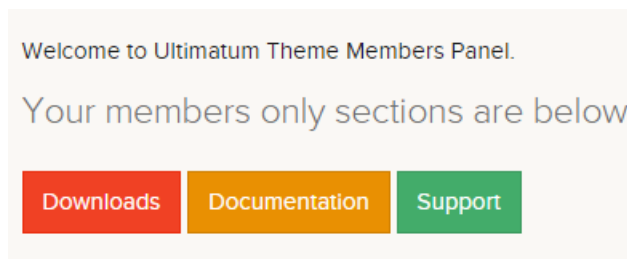 Welcome to Ultimatum Theme Members Panel.
Your members only sections are below
Downloads Documentation Support